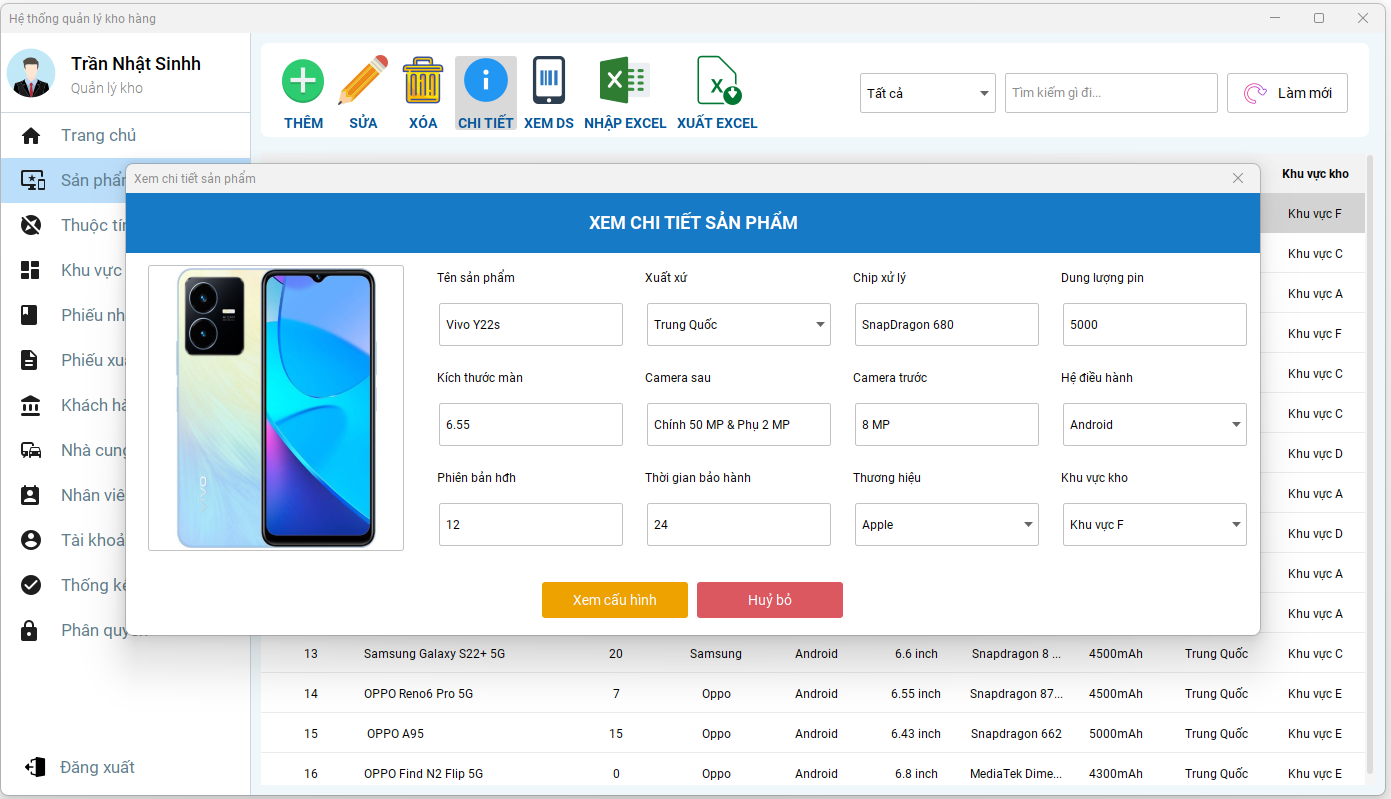 Hệ thống quản lý kho hàng
Trần Nhật Sinhh
Quản lý kho
Trang chủ
Sản phẩm
Thuộc tín
Khu vực
Phiếu nh
Phiếu xu
Khách hà
Nhà cung
Nhân viê
Tài khoả
Thống kê
Phân quyền
Đăng xuất
THÊM SỬA XÓA CHI TIẾT XEM DS NHẬP EXCEL XUẤT EXCEL
Tất cả Tìm kiếm gì đi... Làm mới
Khu vực kho
Khu vực F
Khu vực C
Khu vực A
Khu vực F
Khu vực C
Khu vực C
Khu vực D
Khu vực A
Khu vực D
Khu vực A
Khu vực A
Xem chi tiết sản phẩm
XEM CHI TIẾT SẢN PHẨM
vivo
Tên sản phẩm Xuất xứ Chip xử lý Dung lượng pin
Vivo Y22s Trung Quốc SnapDragon 680 5000
Kích thước màn Camera sau Camera trước Hệ điều hành
6.55 Chính 50 MP & Phụ 2 MP 8 MP Android
Phiên bản hđh Thời gian bảo hành Thương hiệu Khu vực kho
12 24 Apple Khu vực F
Xem cấu hình Huỷ bỏ
13 Samsung Galaxy S22+ 5G 20 Samsung Android 6.6 inch Snapdragon 8 ... 4500mAh Trung Quốc Khu vực C
14 OPPO Reno6 Pro 5G 7 Oppo Android 6.55 inch Snapdragon 87... 4500mAh Trung Quốc Khu vực E
15 OPPO A95 15 Oppo Android 6.43 inch Snapdragon 662 5000mAh Trung Quốc Khu vực E
16 OPPO Find N2 Flip 5G 0 Oppo Android 6.8 inch MediaTek Dime... 4300mAh Trung Quốc Khu vực E